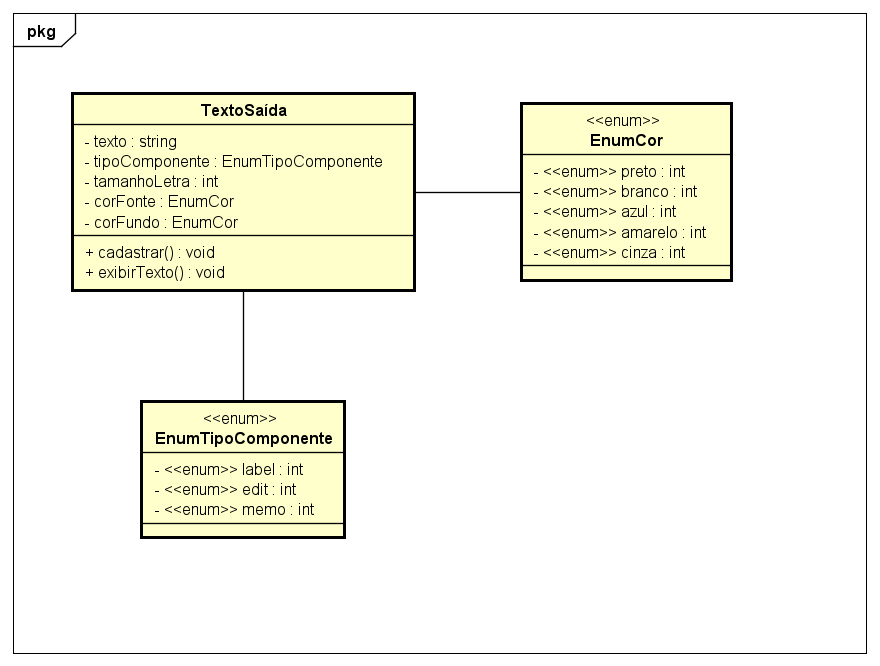 pkg
TextoSaída
- texto : string
- tipoComponente : EnumTipoComponente
- tamanhoLetra : int
- corFonte : EnumCor
- corFundo : EnumCor
+ cadastrar() : void
+ exibirTexto() : void
<<enum>>
EnumCor
- <<enum>> preto : int
- <<enum>> branco : int
- <<enum>> azul : int
- <<enum>> amarelo : int
- <<enum>> cinza : int
<<enum>>
EnumTipoComponente
- <<enum>> label : int
- <<enum>> edit : int
- <<enum>> memo : int